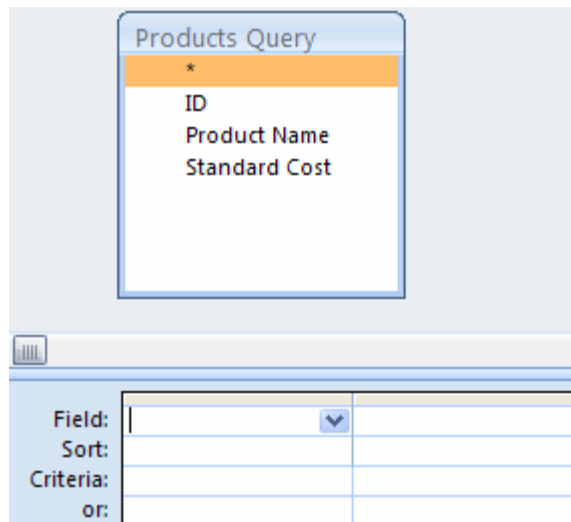 Products Query
*
ID
Product Name
Standard Cost
Field:
Sort:
Criteria:
or: